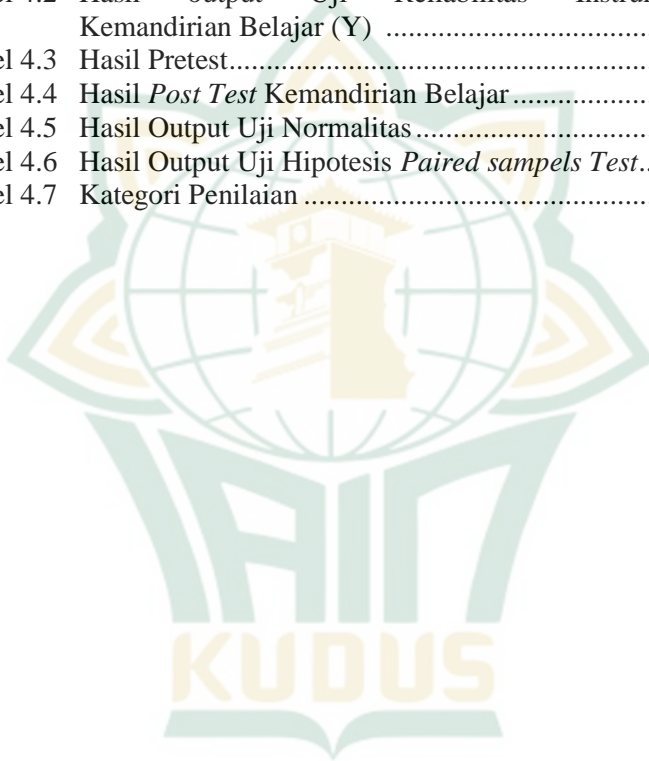 el 4.2 Hasil output Uji Reliabilitas Instru
Kemandirian Belajar (Y) ....................................
el 4.3 Hasil Pretest.........................................................
el 4.4 Hasil Post Test Kemandirian Belajar...................
el 4.5 Hasil Output Uji Normalitas................................
el 4.6 Hasil Output Uji Hipotesis Paired sampels Test..
el 4.7 Kategori Penilaian ...............................................
IAIN
KUDUS